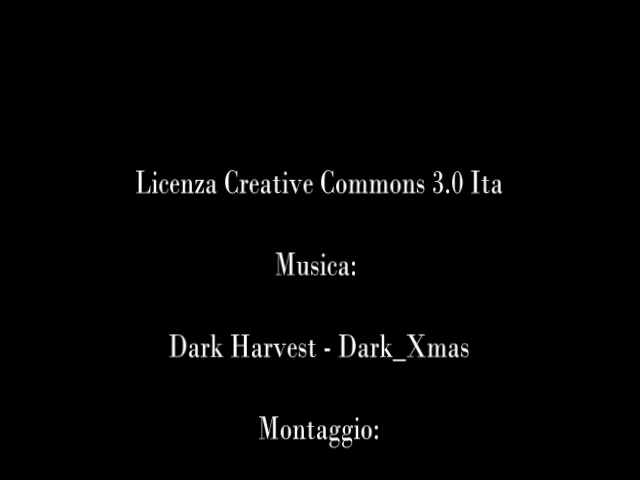 Licenza Creative Commons 3.0 Ita
Musica:
Dark Harvest - Dark_Xmas
Montaggio: